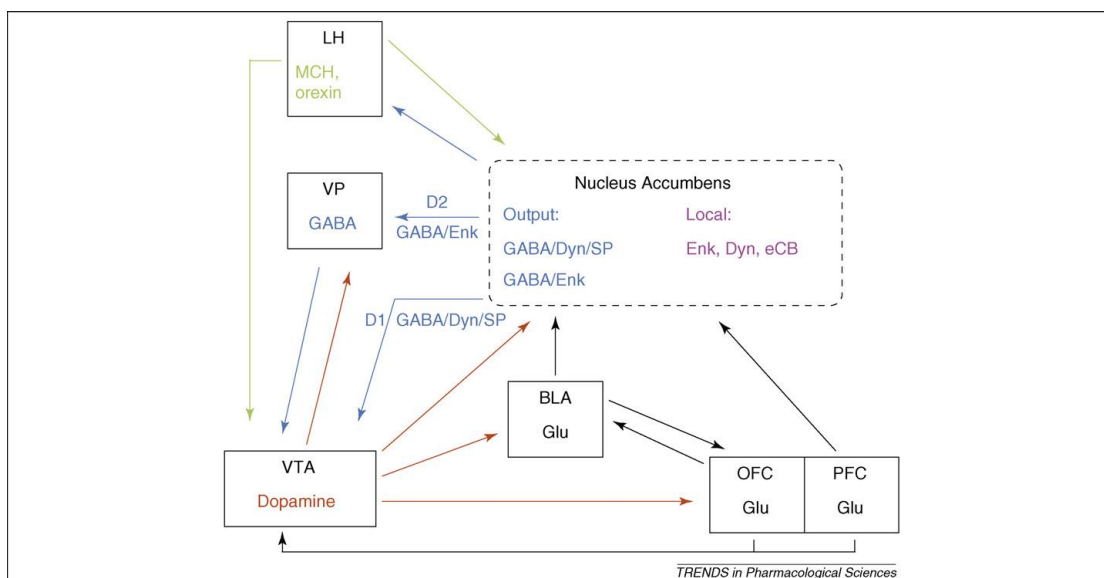 LH
MCH,
orexin
VP
GABA
D2
GABA/Enk
Nucleus Accumbens
Output:
Local:
GABA/Dyn/SP
Enk, Dyn, eCB
GABA/Enk
D1 GABA/Dyn/SP
BLA
Glu
VTA
Dopamine
OFC
Glu
PFC
Glu
TRENDS in Pharmacological Sciences